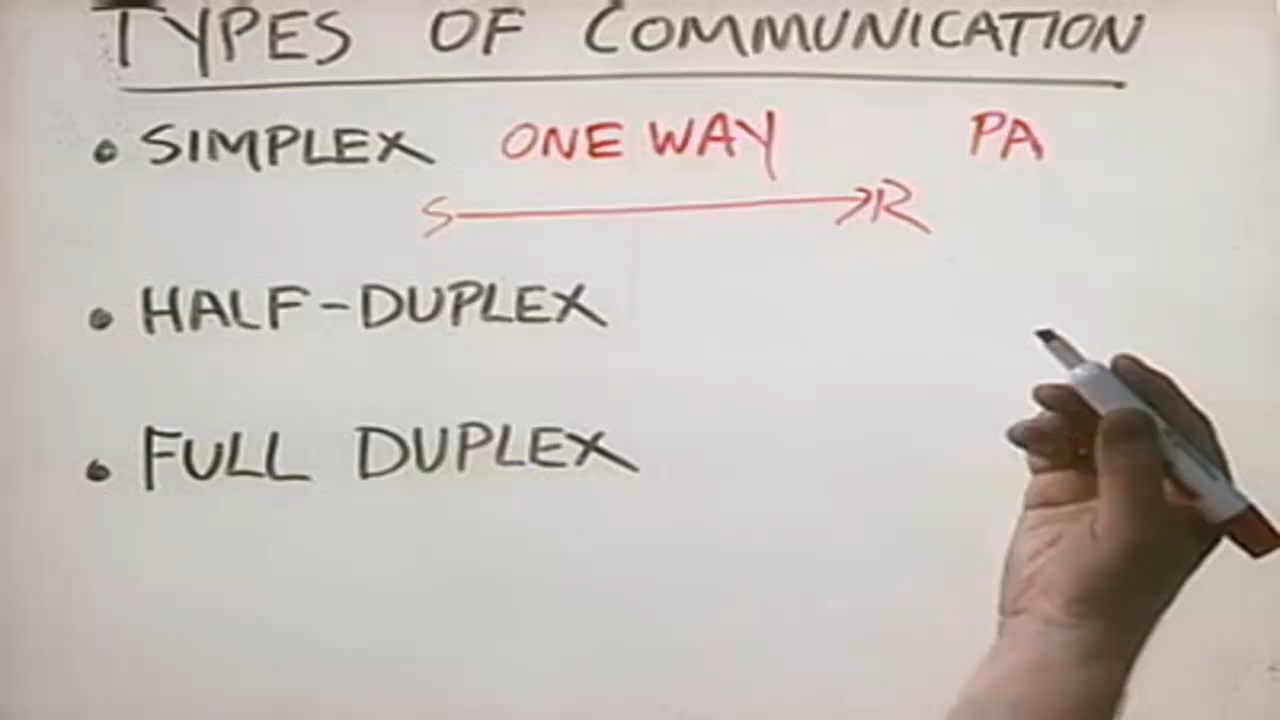 TYPES OF COMMUNICATION
• SIMPLEX ONE WAY PA
S → R
• HALF-DUPLEX
• FULL DUPLEX